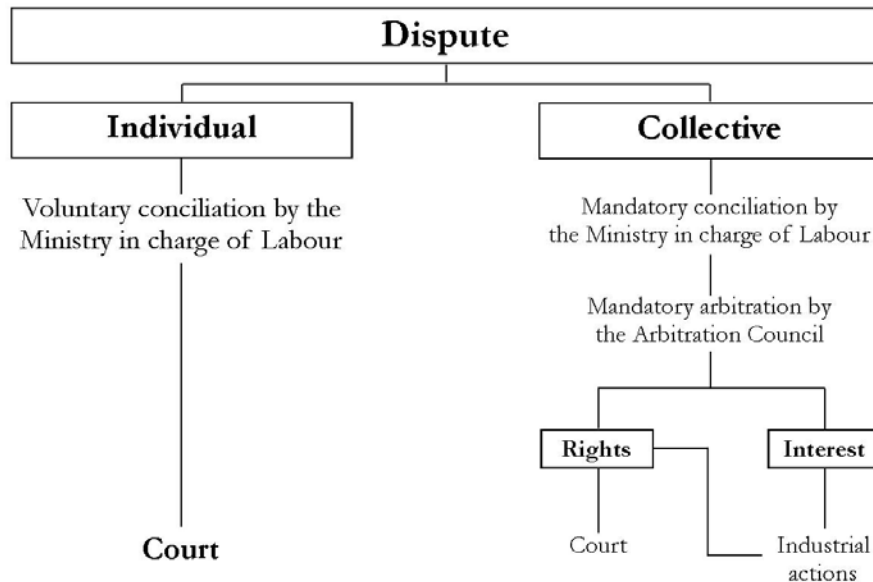 Dispute
Individual
Collective
Voluntary conciliation by the
Ministry in charge of Labour
Mandatory conciliation by
the Ministry in charge of Labour
Mandatory arbitration by
the Arbitration Council
Rights
Interest
Court
Court
Industrial
actions